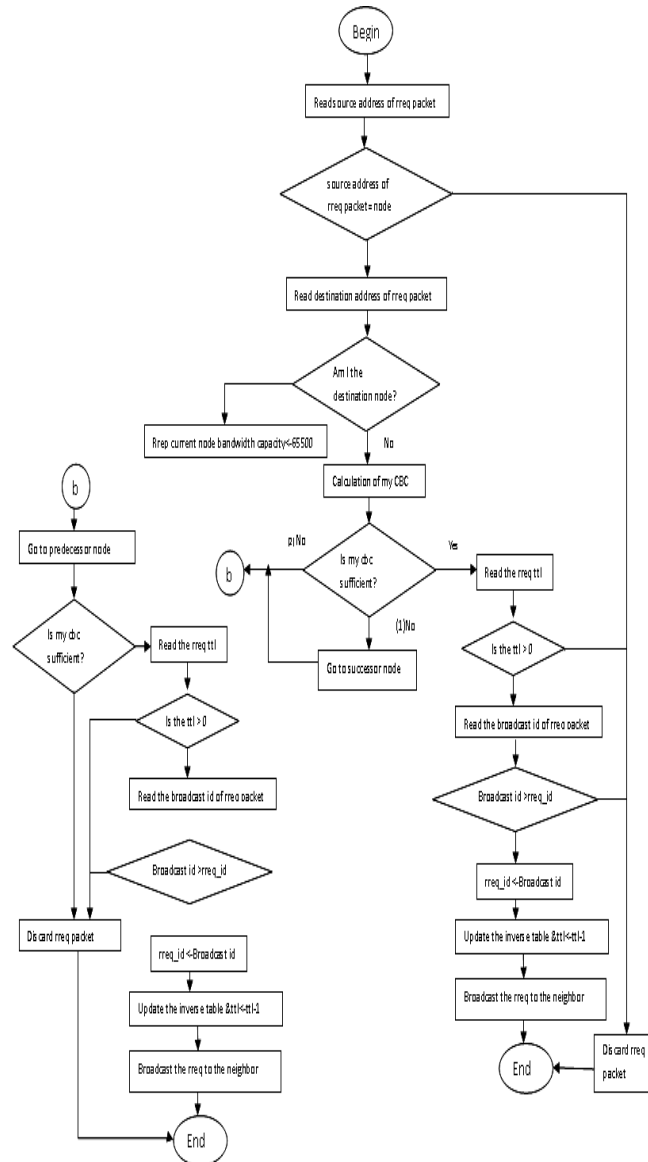 Begin
Read source address of rreq packet
source address of
rreq packet = node
Read destination address of rreq packet
Am I the
destination node?
Rrep current node bandwidth capacity<-65500
No
Calculation of my CBC
b
Go to predecessor node
Is my cbc
sufficient?
Read the rreq ttl
Is the ttl > 0
Read the broadcast id of rreq packet
Broadcast id >rreq_id
Discard rreq packet
rreq_id <-Broadcast id
Update the inverse table &ttl<-ttl-1
Broadcast the rreq to the neighbor
End
No
b
Is my cbc
sufficient?
Yes
(1)No
Go to successor node
Read the rreq ttl
Is the ttl > 0
Read the broadcast id of rreq packet
Broadcast id >rreq_id
rreq_id <-Broadcast id
Update the inverse table &ttl<-ttl-1
Broadcast the rreq to the neighbor
End
Discard rreq
packet